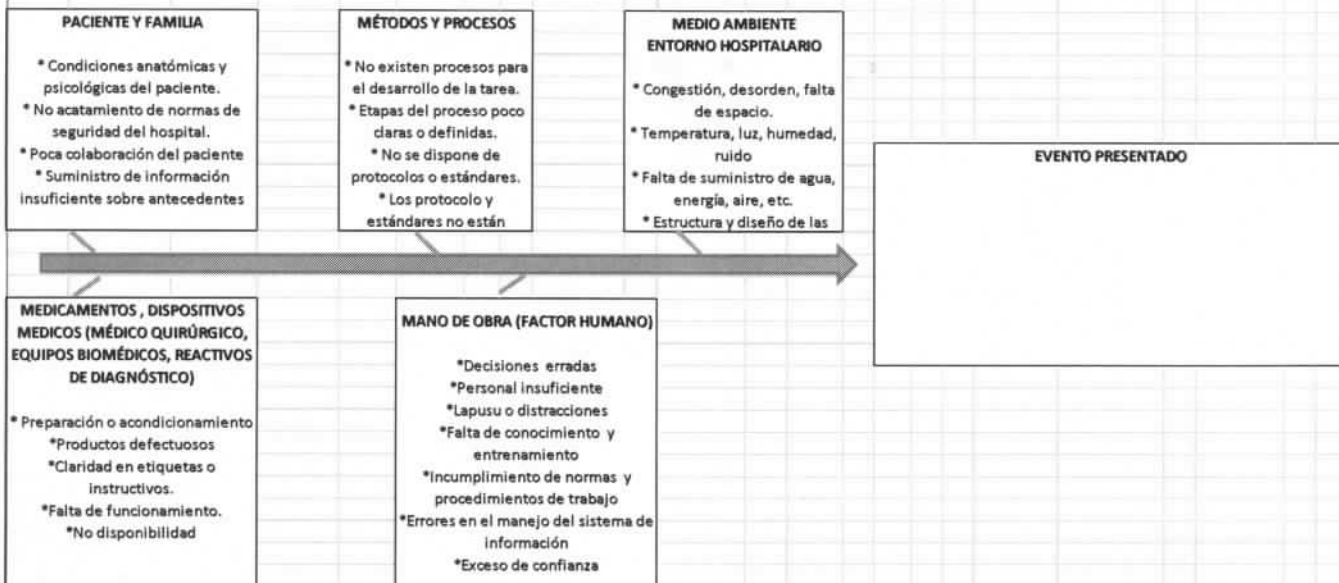 PACIENTE Y FAMILIA
* Condiciones anatómicas y
psicológicas del paciente.
* No acatamiento de normas de
seguridad del hospital.
* Poca colaboración del paciente
* Suministro de información
insuficiente sobre antecedentes
MÉTODOS Y PROCESOS
* No existen procesos para
el desarrollo de la tarea.
* Etapas del proceso poco
claras o definidas.
* No se dispone de
protocolos o estándares.
* Los protocolo y
estándares no están
MEDIO AMBIENTE
ENTORNO HOSPITALARIO
* Congestión, desorden, falta
de espacio.
* Temperatura, luz, humedad,
ruido
* Falta de suministro de agua,
energía, aire, etc.
* Estructura y diseño de las
EVENTO PRESENTADO
MEDICAMENTOS , DISPOSITIVOS
MEDICOS (MÉDICO QUIRÚRGICO,
EQUIPOS BIOMÉDICOS, REACTIVOS
DE DIAGNÓSTICO)
* Preparación o acondicionamiento
*Productos defectuosos
*Claridad en etiquetas o
instructivos.
*Falta de funcionamiento.
*No disponibilidad
MANO DE OBRA (FACTOR HUMANO)
*Decisiones erradas
*Personal insuficiente
*Lapusu o distracciones
*Falta de conocimiento y
entrenamiento
*Incumplimiento de normas y
procedimientos de trabajo
*Errores en el manejo del sistema de
información
*Exceso de confianza